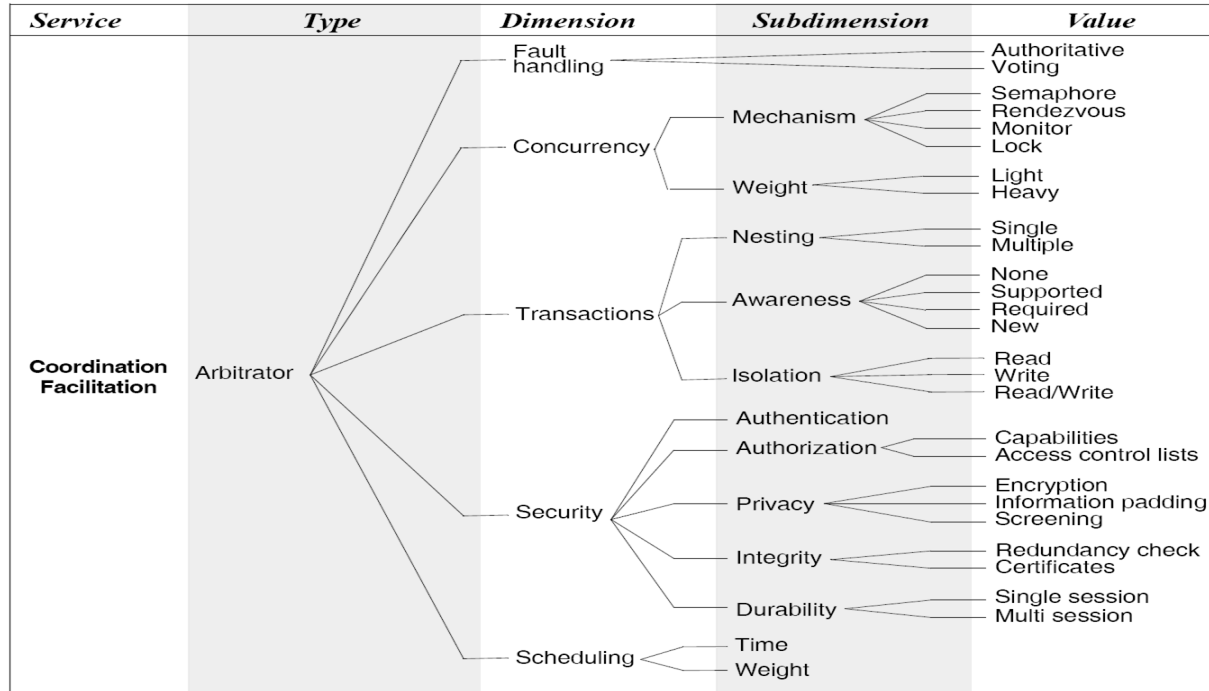 Service Type Dimension Subdimension Value
Fault
handling
Authoritative
Voting
Concurrency
Mechanism
Semaphore
Rendezvous
Monitor
Lock
Weight
Light
Heavy
Transactions
Nesting
Single
Multiple
Awareness
None
Supported
Required
New
Isolation
Read
Write
Read/Write
Coordination
Facilitation
Arbitrator
Security
Authentication
Authorization
Capabilities
Access control lists
Privacy
Encryption
Information padding
Screening
Integrity
Redundancy check
Certificates
Durability
Single session
Multi session
Scheduling
Time
Weight